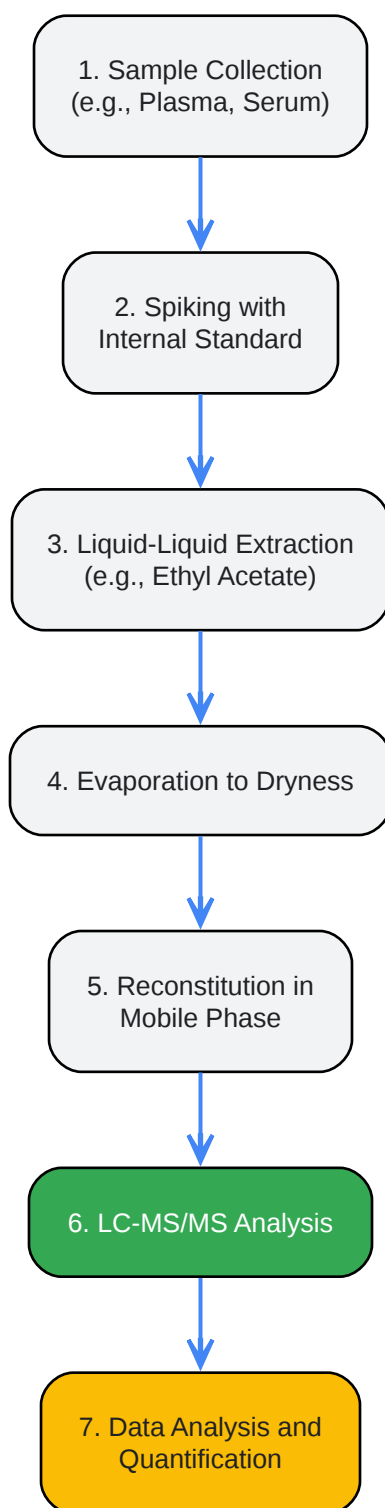 1. Sample Collection
(e.g., Plasma, Serum)
2. Spiking with
Internal Standard
3. Liquid-Liquid Extraction
(e.g., Ethyl Acetate)
4. Evaporation to Dryness
5. Reconstitution in
Mobile Phase
6. LC-MS/MS Analysis
7. Data Analysis and
Quantification